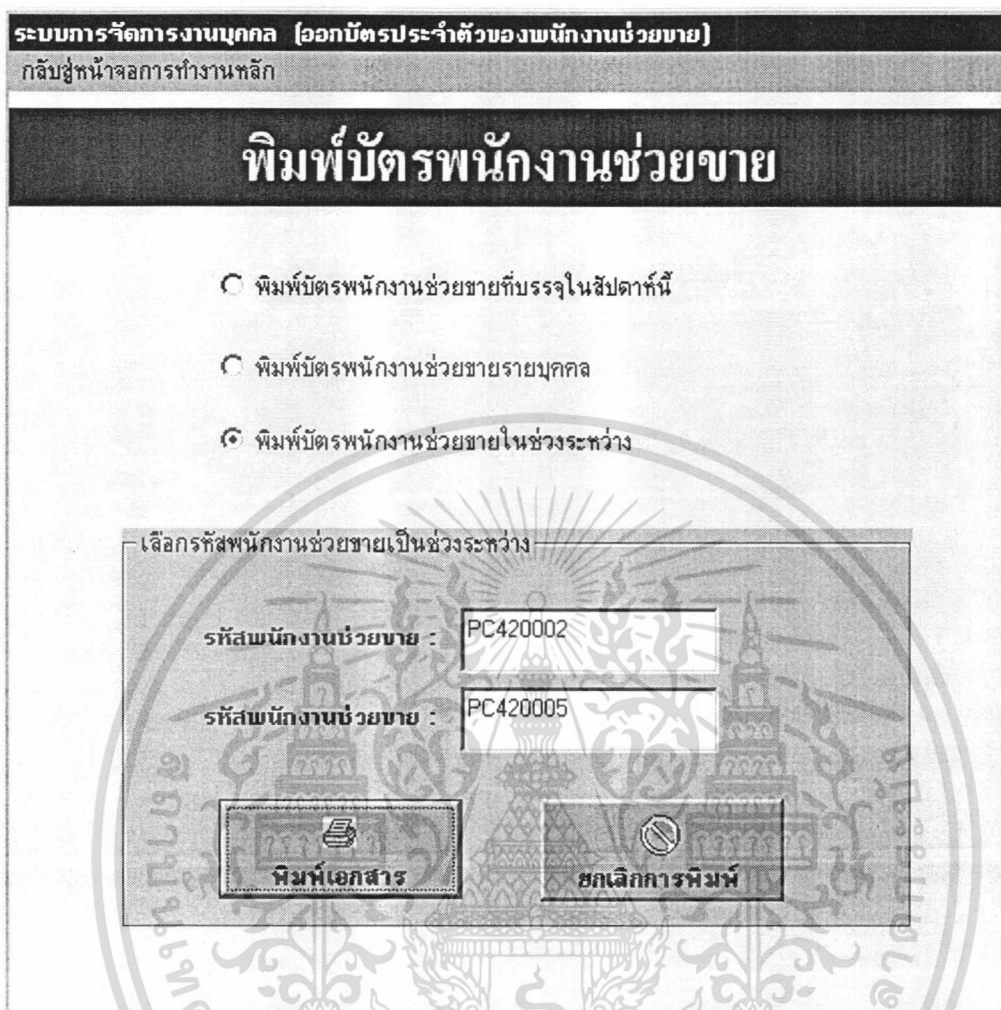 ระบบการจัดการงานบุคคล (ออกบัตรประจำตัวของพนักงานช่วยขาย)
กลับสู่หน้าจอการทำงานหลัก
พิมพ์บัตรพนักงานช่วยขาย
พิมพ์บัตรพนักงานช่วยขายที่บรรจุในสัปดาห์นี้
พิมพ์บัตรพนักงานช่วยขายรายบุคคล
พิมพ์บัตรพนักงานช่วยขายในช่วงระหว่าง
เลือกรหัสพนักงานช่วยขายเป็นช่วงระหว่าง
รหัสพนักงานช่วยขาย : PC420002
รหัสพนักงานช่วยขาย : PC420005
พิมพ์เอกสาร
ยกเลิกการพิมพ์